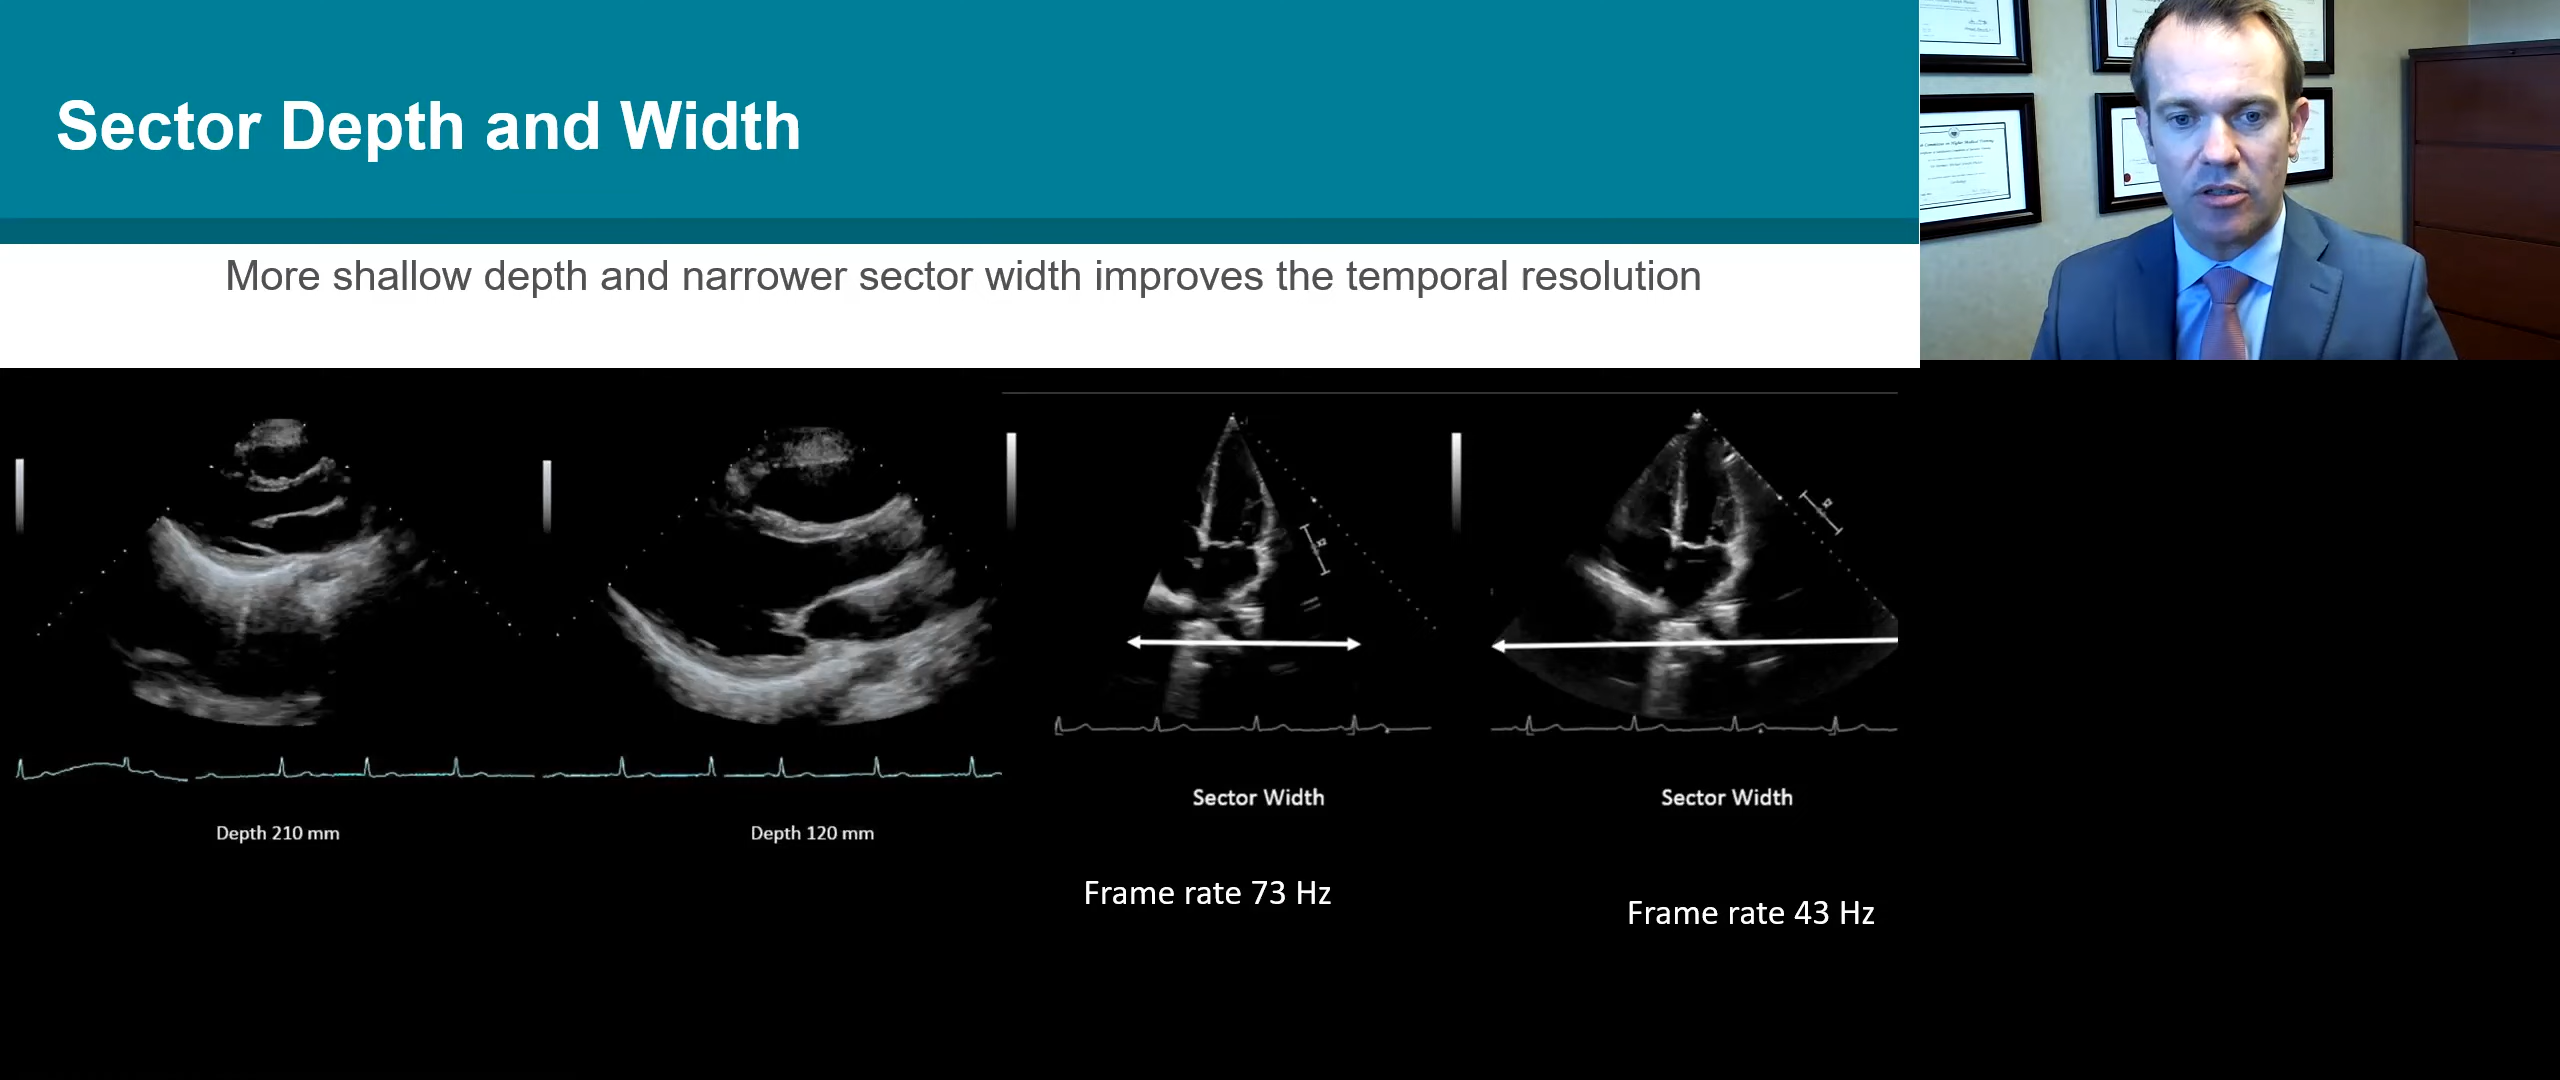 Sector Depth and Width
More shallow depth and narrower sector width improves the temporal resolution
Depth 210 mm
Depth 120 mm
Sector Width
Sector Width
Frame rate 73 Hz
Frame rate 43 Hz